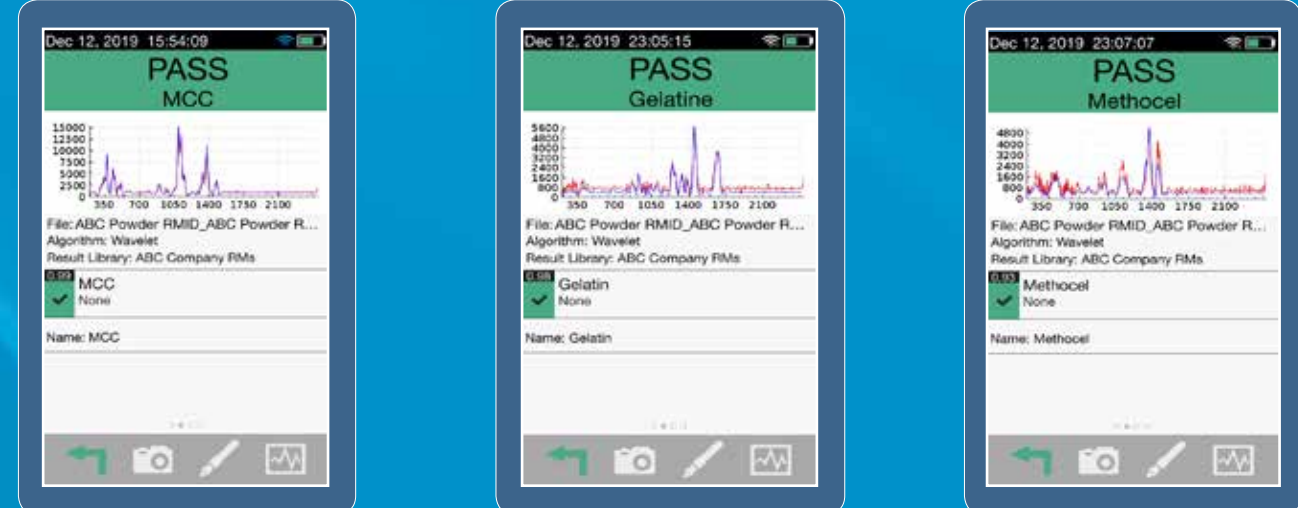 Dec 12, 2019 15:54:09
PASS
MCC
15000
12500
10000
7500
5000
2500
0
350 700 1050 1400 1750 2100
File: ABC Powder RMID_ABC Powder R...
Algorithm: Wavelet
Result Library: ABC Company RMs
0.99
MCC
None
Name: MCC
Dec 12, 2019 23:05:15
PASS
Gelatine
5600
4800
4000
3200
2400
1600
800
0
350 700 1050 1400 1750 2100
File: ABC Powder RMID_ABC Powder R...
Algorithm: Wavelet
Result Library: ABC Company RMs
0.98
Gelatin
None
Name: Gelatin
Dec 12, 2019 23:07:07
PASS
Methocel
4800
4000
3200
2400
1600
800
0
350 700 1050 1400 1750 2100
File: ABC Powder RMID_ABC Powder R...
Algorithm: Wavelet
Result Library: ABC Company RMs
0.93
Methocel
None
Name: Methocel